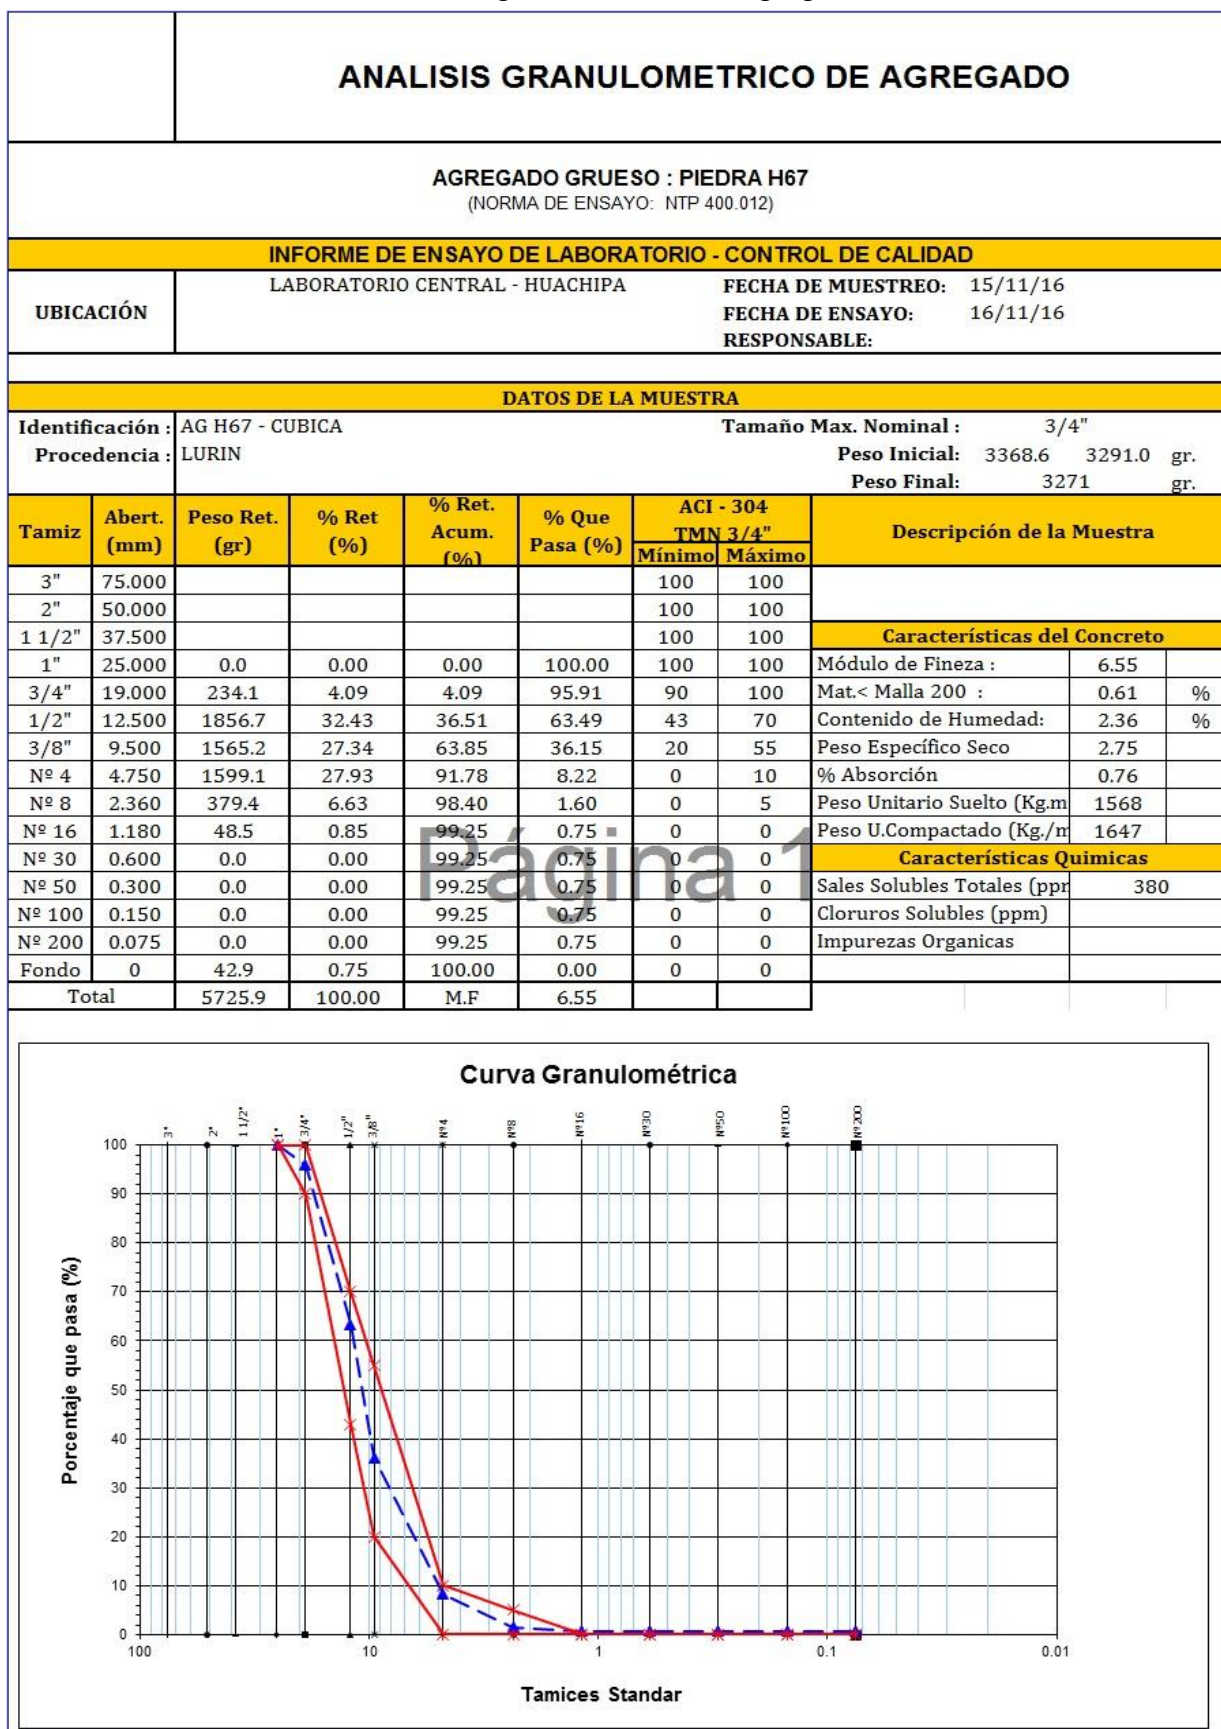 ANALISIS GRANULOMETRICO DE AGREGADO
AGREGADO GRUESO : PIEDRA H67
(NORMA DE ENSAYO: NTP 400.012)
INFORME DE ENSAYO DE LABORATORIO - CONTROL DE CALIDAD
UBICACIÓN
LABORATORIO CENTRAL - HUACHIPA
FECHA DE MUESTREO: 15/11/16
FECHA DE ENSAYO: 16/11/16
RESPONSABLE:
DATOS DE LA MUESTRA
Identificación : AG H67 - CUBICA Tamaño Max. Nominal : 3/4"
Procedencia : LURIN Peso Inicial: 3368.6 3291.0 gr.
Peso Final: 3271 gr.
Tamiz Abert. (mm) Peso Ret. (gr) % Ret (%) % Ret. Acum. (%) % Que Pasa (%) ACI - 304 TMN 3/4" Mínimo Máximo Descripción de la Muestra
3" 75.000 100 100
2" 50.000 100 100
1 1/2" 37.500 100 100 Características del Concreto
1" 25.000 0.0 0.00 0.00 100.00 100 100 Módulo de Fineza : 6.55
3/4" 19.000 234.1 4.09 4.09 95.91 90 100 Mat.< Malla 200 : 0.61 %
1/2" 12.500 1856.7 32.43 36.51 63.49 43 70 Contenido de Humedad: 2.36 %
3/8" 9.500 1565.2 27.34 63.85 36.15 20 55 Peso Específico Seco 2.75
Nº 4 4.750 1599.1 27.93 91.78 8.22 0 10 % Absorción 0.76
Nº 8 2.360 379.4 6.63 98.40 1.60 0 5 Peso Unitario Suelto (Kg.m 1568
Nº 16 1.180 48.5 0.85 99.25 0.75 0 0 Peso U.Compactado (Kg./m 1647
Nº 30 0.600 0.0 0.00 99.25 0.75 0 0 Características Quimicas
Nº 50 0.300 0.0 0.00 99.25 0.75 0 0 Sales Solubles Totales (ppr 380
Nº 100 0.150 0.0 0.00 99.25 0.75 0 0 Cloruros Solubles (ppm)
Nº 200 0.075 0.0 0.00 99.25 0.75 0 0 Impurezas Organicas
Fondo 0 42.9 0.75 100.00 0.00 0 0
Total 5725.9 100.00 M.F 6.55
Página 1
Curva Granulométrica
3" 2" 1 1/2" 1" 3/4" 1/2" 3/8" Nº4 Nº8 Nº16 Nº30 Nº50 Nº100 Nº200
Porcentaje que pasa (%)
100
90
80
70
60
50
40
30
20
10
0
100 10 1 0.1 0.01
Tamices Standar